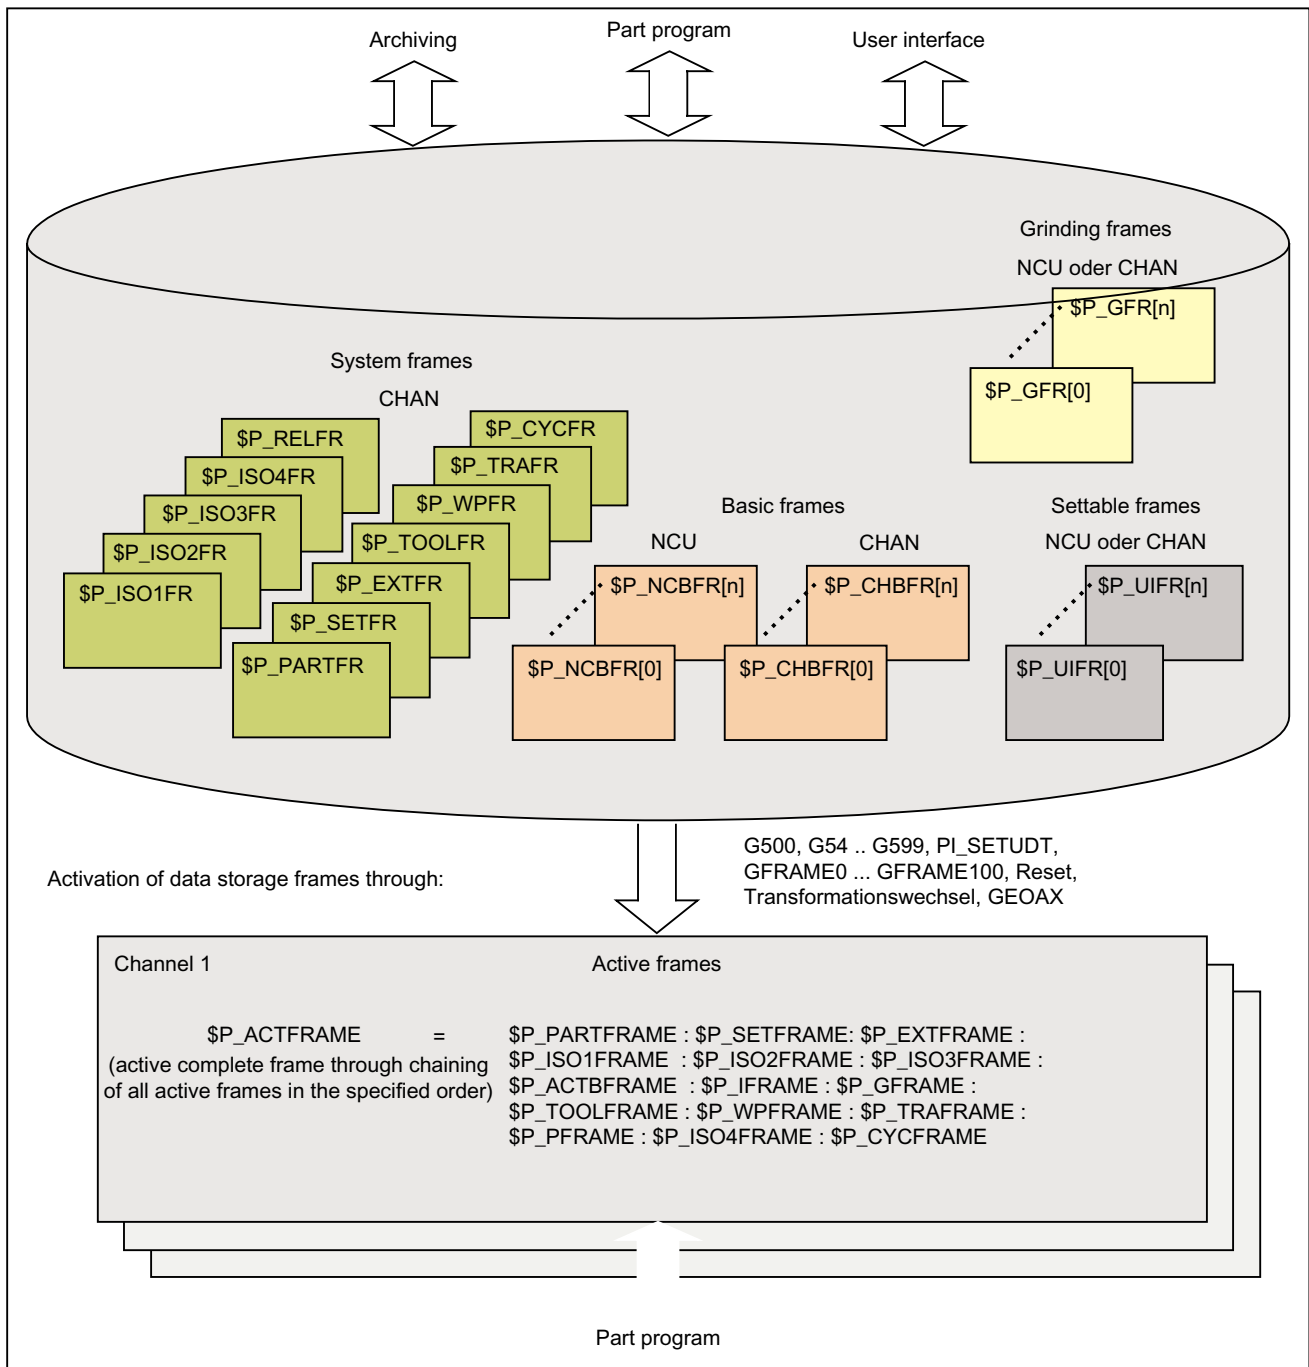 Archiving
Part program
User interface
Grinding frames
NCU oder CHAN
$P_GFR[n]
$P_GFR[0]
System frames
CHAN
$P_RELFR
$P_ISO4FR
$P_ISO3FR
$P_ISO2FR
$P_ISO1FR
$P_CYCFR
$P_TRAFR
$P_WPFR
$P_TOOLFR
$P_EXTFR
$P_SETFR
$P_PARTFR
Basic frames
NCU
CHAN
$P_NCBFR[n]
$P_CHBFR[n]
$P_NCBFR[0]
$P_CHBFR[0]
Settable frames
NCU oder CHAN
$P_UIFR[n]
$P_UIFR[0]
Activation of data storage frames through:
G500, G54 .. G599, PI_SETUDT,
GFRAME0 ... GFRAME100, Reset,
Transformationswechsel, GEOAX
Channel 1
Active frames
$P_ACTFRAME =
(active complete frame through chaining
of all active frames in the specified order)
$P_PARTFRAME : $P_SETFRAME: $P_EXTFRAME :
$P_ISO1FRAME : $P_ISO2FRAME : $P_ISO3FRAME :
$P_ACTBFRAME : $P_IFRAME : $P_GFRAME :
$P_TOOLFRAME : $P_WPFRAME : $P_TRAFRAME :
$P_PFRAME : $P_ISO4FRAME : $P_CYCFRAME
Part program